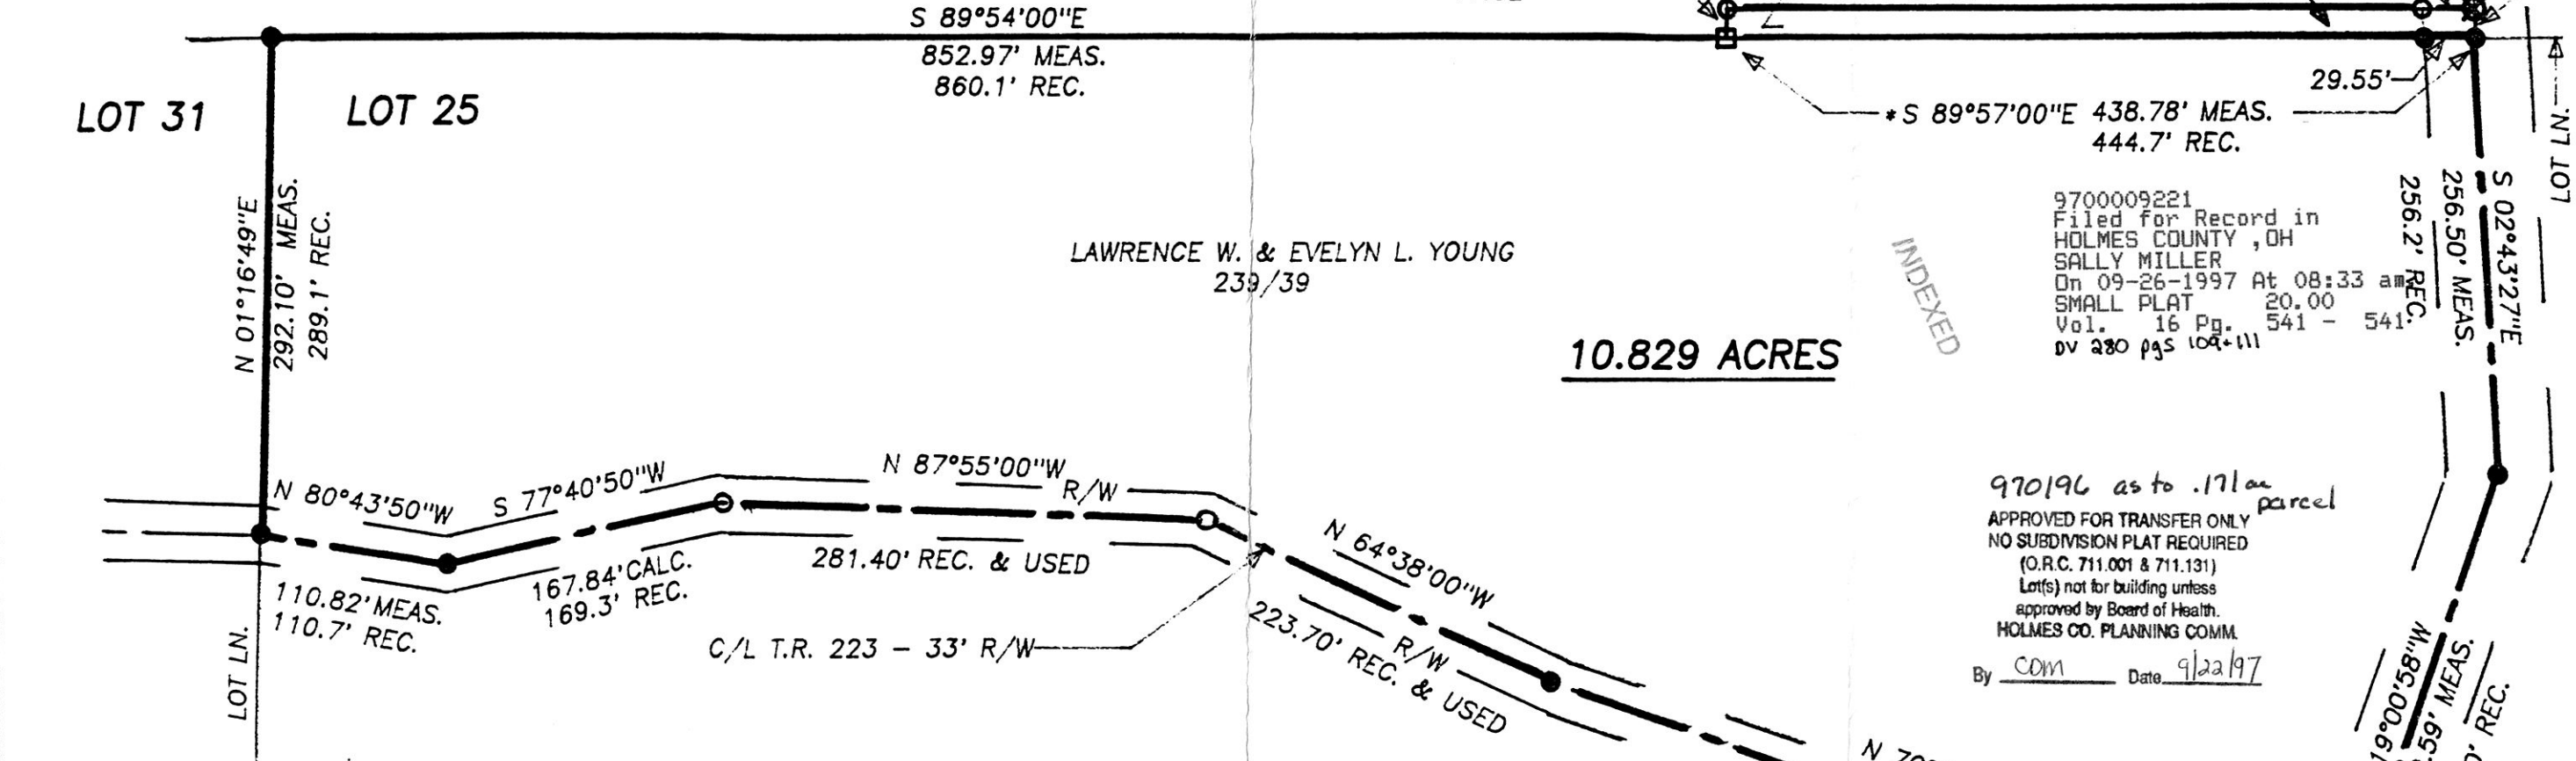 S 89°54'00"E
852.97' MEAS.
860.1' REC.
29.55'
LOT 31
LOT 25
*S 89°57'00"E 438.78' MEAS.
444.7' REC.
LOT LN.
N 01°16'49"E
292.10' MEAS.
289.1' REC.
S 02°43'27"E
256.50' MEAS.
256.2' REC.
LAWRENCE W. & EVELYN L. YOUNG
239/39
INDEXED
9700009221
Filed for Record in
HOLMES COUNTY ,OH
SALLY MILLER
On 09-26-1997 At 08:33 am.
SMALL PLAT 20.00
Vol. 16 Pg. 541 - 541
DV 280 pgs 109+111
10.829 ACRES
N 80°43'50"W
S 77°40'50"W
N 87°55'00"W
R/W
N 64°38'00"W
110.82' MEAS.
110.7' REC.
167.84' CALC.
169.3' REC.
281.40' REC. & USED
C/L T.R. 223 - 33' R/W
223.70' REC. & USED
R/W
LOT LN.
970196 as to .171 ac
parcel
APPROVED FOR TRANSFER ONLY
NO SUBDIVISION PLAT REQUIRED
(O.R.C. 711.001 & 711.131)
Lot(s) not for building unless
approved by Board of Health.
HOLMES CO. PLANNING COMM.
By COM Date 9/22/97
19°00'58"W
.59' MEAS.
' REC.